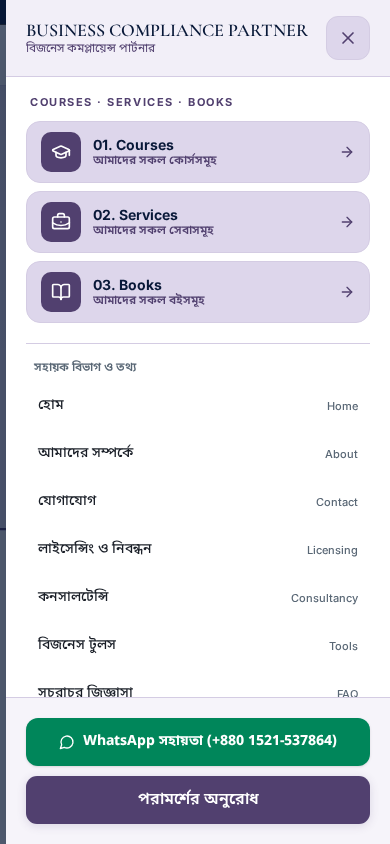 BUSINESS COMPLIANCE PARTNER
বিজনেস কমপ্লায়েন্স পার্টনার
COURSES · SERVICES · BOOKS
01. Courses
আমাদের সকল কোর্সসমূহ
02. Services
আমাদের সকল সেবাসমূহ
03. Books
আমাদের সকল বইসমূহ
সহায়ক বিভাগ ও তথ্য
হোম Home
আমাদের সম্পর্কে About
যোগাযোগ Contact
লাইসেন্সিং ও নিবন্ধন Licensing
কনসালটেন্সি Consultancy
বিজনেস টুলস Tools
সচরাচর জিজ্ঞাসা FAQ
WhatsApp সহায়তা (+880 1521-537864)
পরামর্শের অনুরোধ